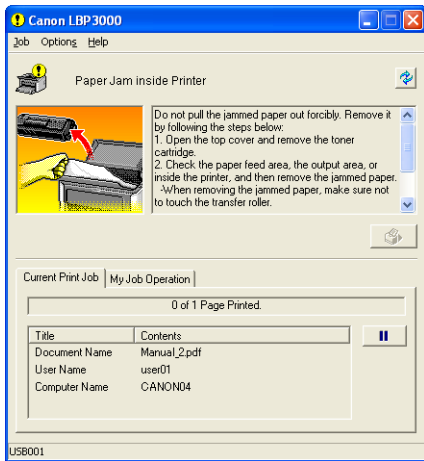 Canon LBP3000
Job Options Help
Paper Jam inside Printer
Do not pull the jammed paper out forcibly. Remove it
by following the steps below:
1. Open the top cover and remove the toner
cartridge.
2. Check the paper feed area, the output area, or
inside the printer, and then remove the jammed paper.
-When removing the jammed paper, make sure not
to touch the transfer roller.
Current Print Job My Job Operation
0 of 1 Page Printed.
Title Contents
Document Name Manual_2.pdf
User Name user01
Computer Name CANON04
USB001